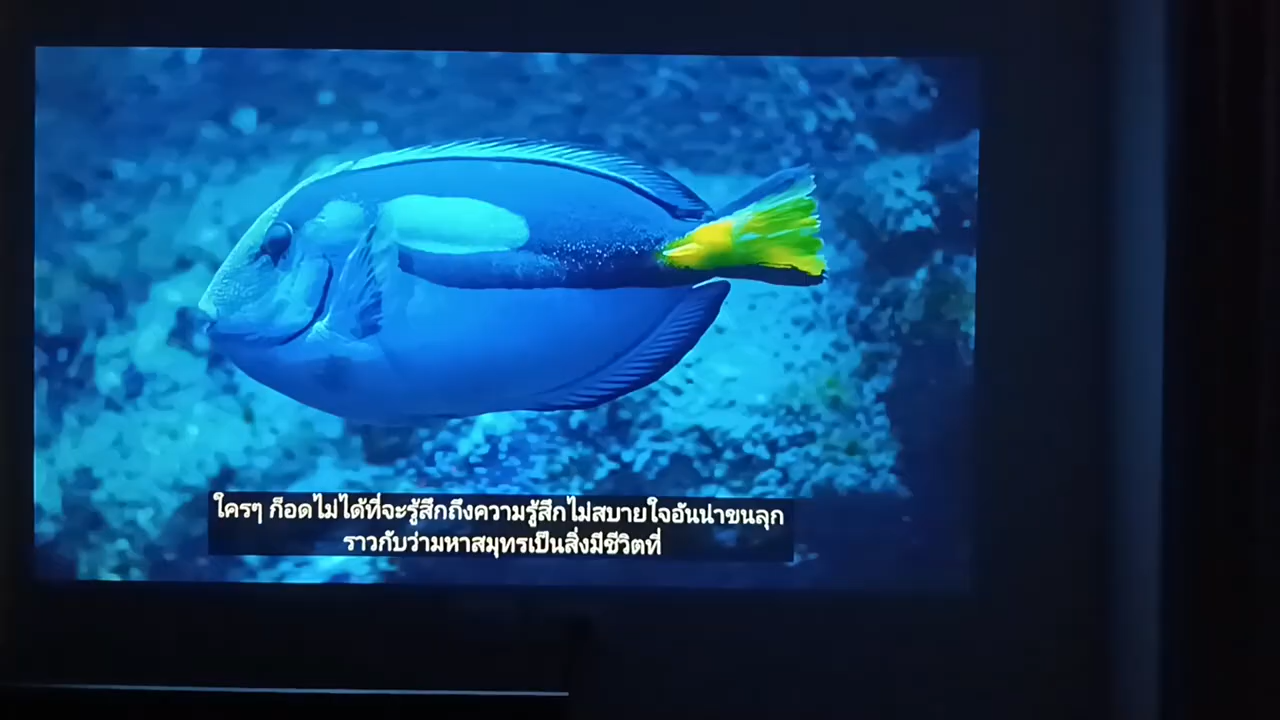 ใครๆ ก็อดไม่ได้ที่จะรู้สึกถึงความรู้สึกไม่สบายใจอันน่าขนลุก
ราวกับว่ามหาสมุทรเป็นสิ่งมีชีวิตที่